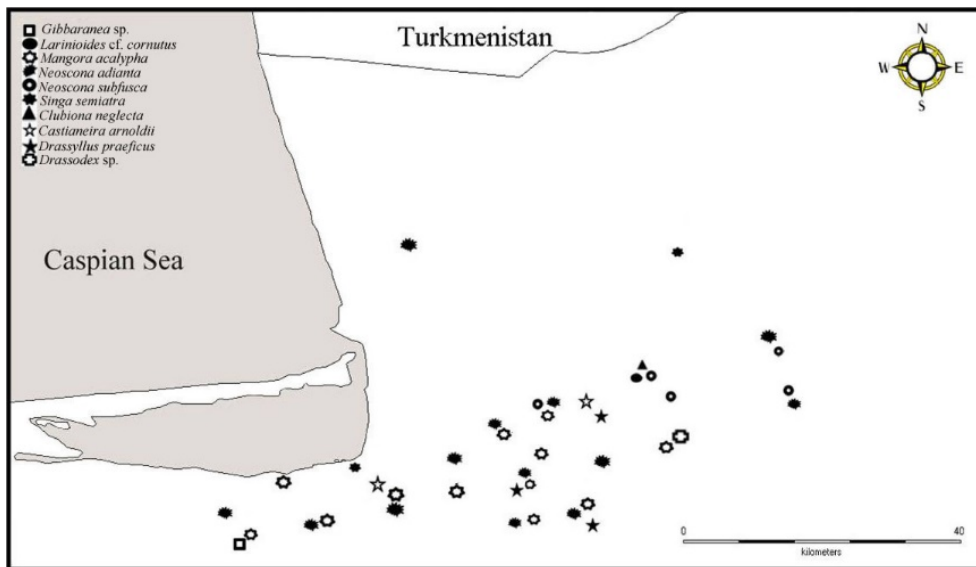 Gibbaranea sp.
Larinioides cf. cornutus
Mangora acalypha
Neoscona adianta
Neoscona subfusca
Singa semiatra
Clubiona neglecta
Castianeira arnoldii
Drassyllus praeficus
Drassodex sp.
Turkmenistan
N
W E
S
Caspian Sea
0 40
kilometers